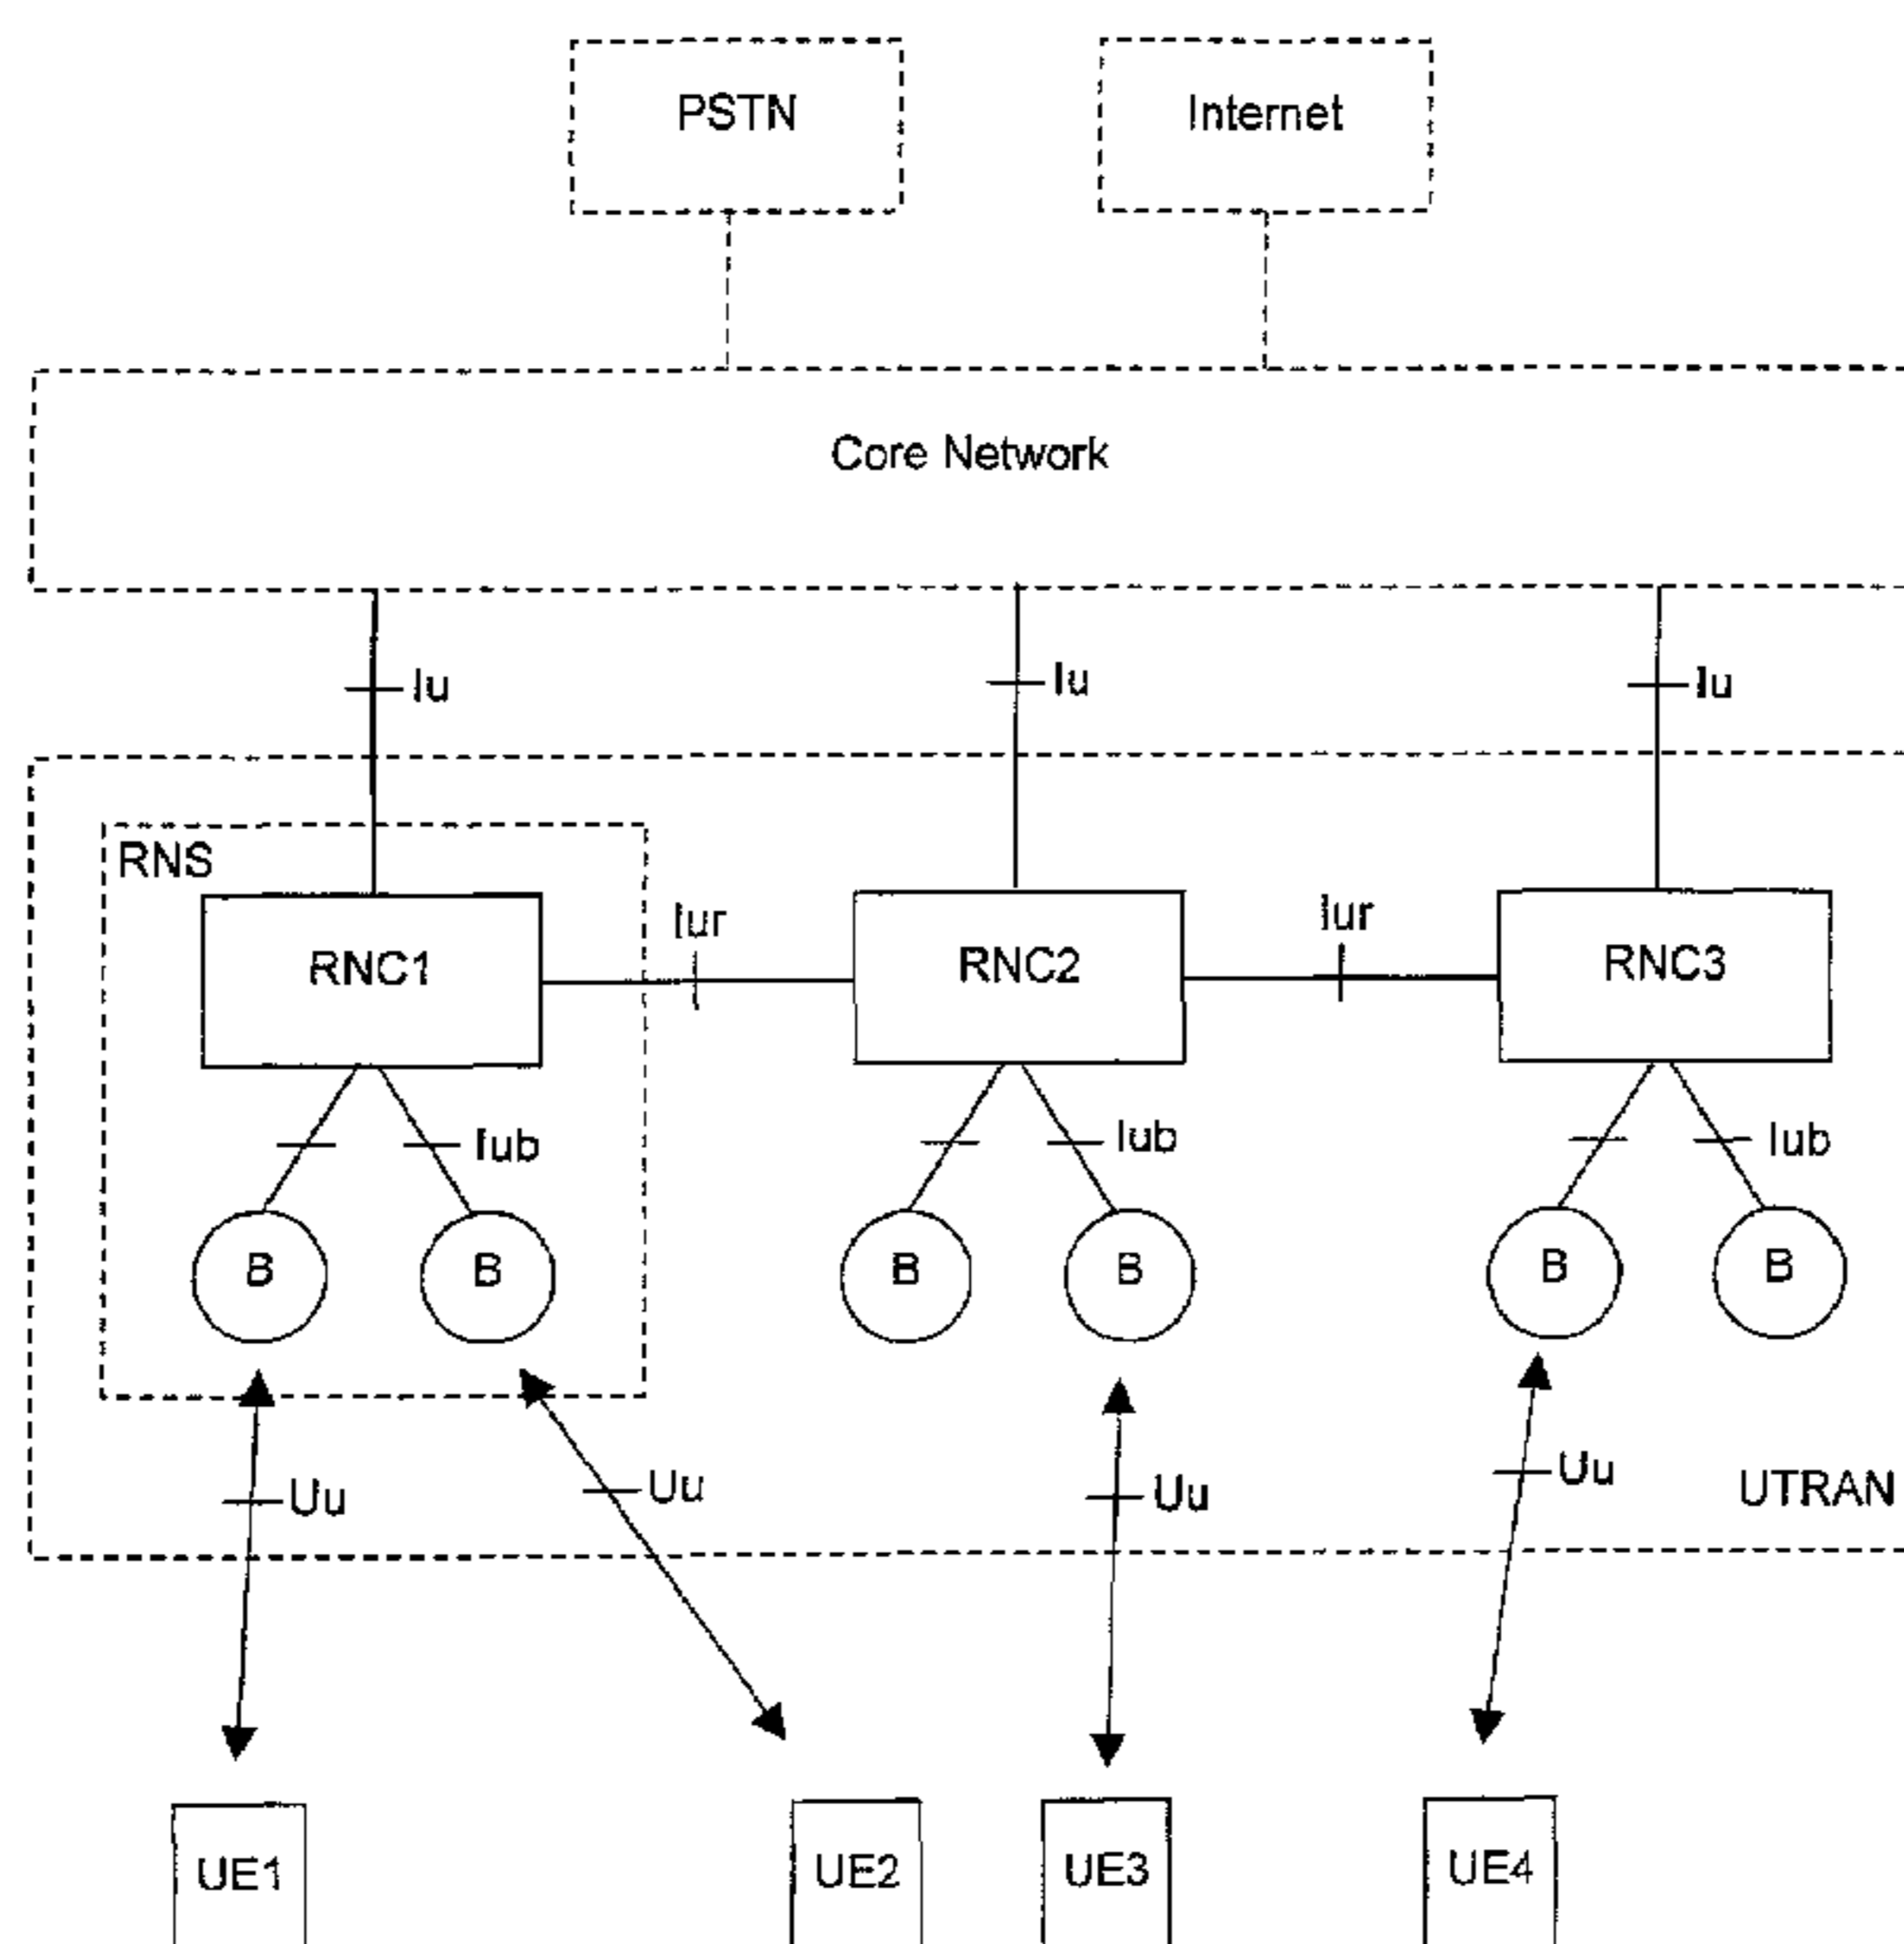 PSTN
Internet
Core Network
Iu
Iu
Iu
RNS
RNC1
Iur
RNC2
Iur
RNC3
Iub
Iub
Iub
B
B
B
B
B
B
Uu
Uu
Uu
Uu
UTRAN
UE1
UE2
UE3
UE4